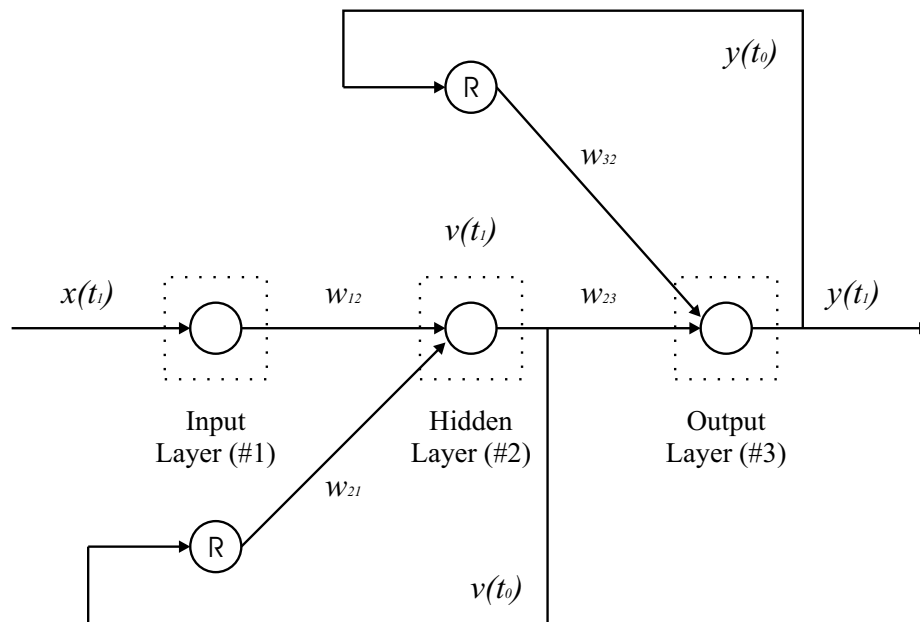 y(t₀)
R
w₃₂
v(t₁)
x(t₁)
w₁₂
w₂₃
y(t₁)
Input
Layer (#1)
Hidden
Layer (#2)
Output
Layer (#3)
w₂₁
R
v(t₀)